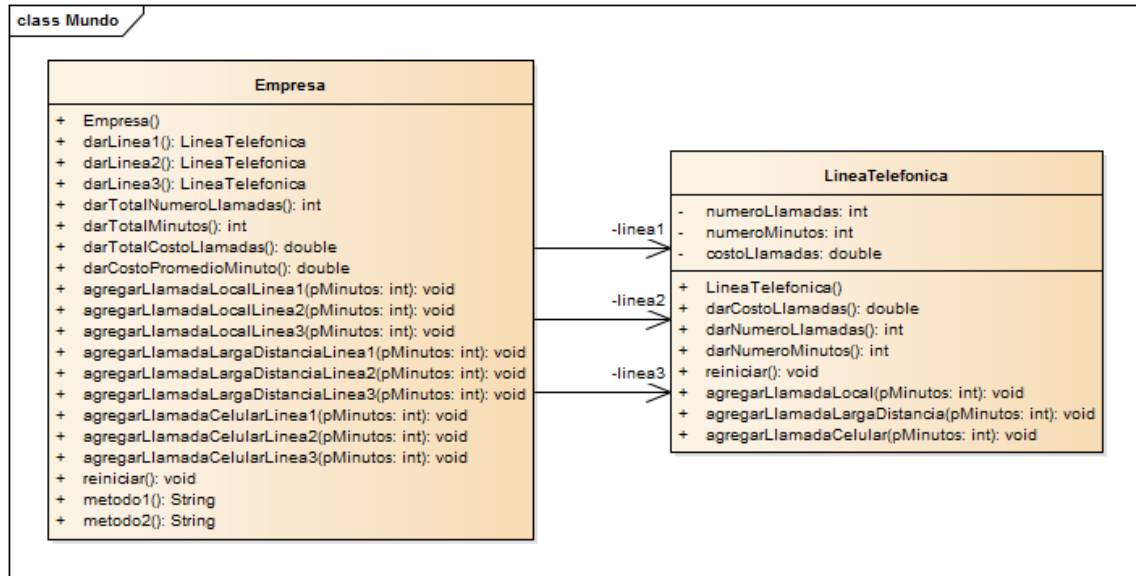 class Mundo
Empresa
+ Empresa()
+ darLinea1(): LineaTelefonica
+ darLinea2(): LineaTelefonica
+ darLinea3(): LineaTelefonica
+ darTotalNumeroLlamadas(): int
+ darTotalMinutos(): int
+ darTotalCostoLlamadas(): double
+ darCostoPromedioMinuto(): double
+ agregarLlamadaLocalLinea1(pMinutos: int): void
+ agregarLlamadaLocalLinea2(pMinutos: int): void
+ agregarLlamadaLocalLinea3(pMinutos: int): void
+ agregarLlamadaLargaDistanciaLinea1(pMinutos: int): void
+ agregarLlamadaLargaDistanciaLinea2(pMinutos: int): void
+ agregarLlamadaLargaDistanciaLinea3(pMinutos: int): void
+ agregarLlamadaCelularLinea1(pMinutos: int): void
+ agregarLlamadaCelularLinea2(pMinutos: int): void
+ agregarLlamadaCelularLinea3(pMinutos: int): void
+ reiniciar(): void
+ metodo1(): String
+ metodo2(): String
-linea1
-linea2
-linea3
LineaTelefonica
- numeroLlamadas: int
- numeroMinutos: int
- costoLlamadas: double
+ LineaTelefonica()
+ darCostoLlamadas(): double
+ darNumeroLlamadas(): int
+ darNumeroMinutos(): int
+ reiniciar(): void
+ agregarLlamadaLocal(pMinutos: int): void
+ agregarLlamadaLargaDistancia(pMinutos: int): void
+ agregarLlamadaCelular(pMinutos: int): void